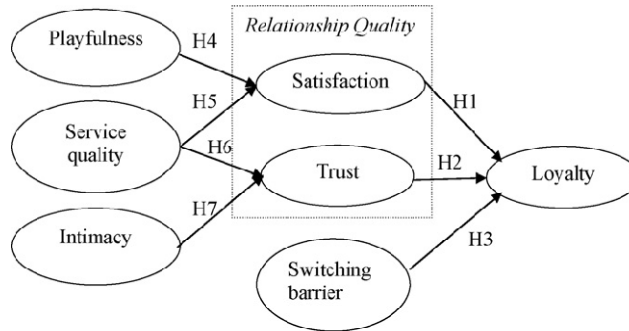 Relationship Quality
Playfulness
H4
Satisfaction
H1
H5
Service
quality
H6
Trust
H2
Loyalty
H7
Intimacy
H3
Switching
barrier